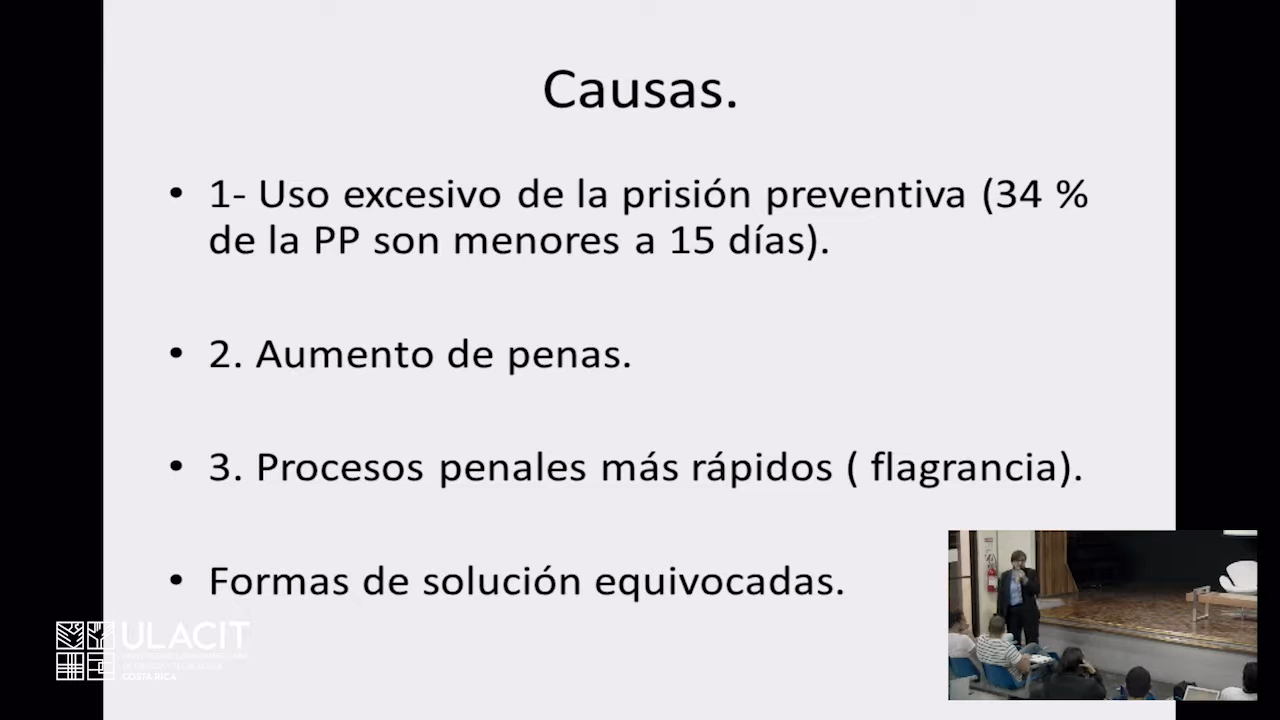 Causas.
• 1- Uso excesivo de la prisión preventiva (34 %
de la PP son menores a 15 días).
• 2. Aumento de penas.
• 3. Procesos penales más rápidos ( flagrancia).
• Formas de solución equivocadas.
ULACIT
COSTA RICA